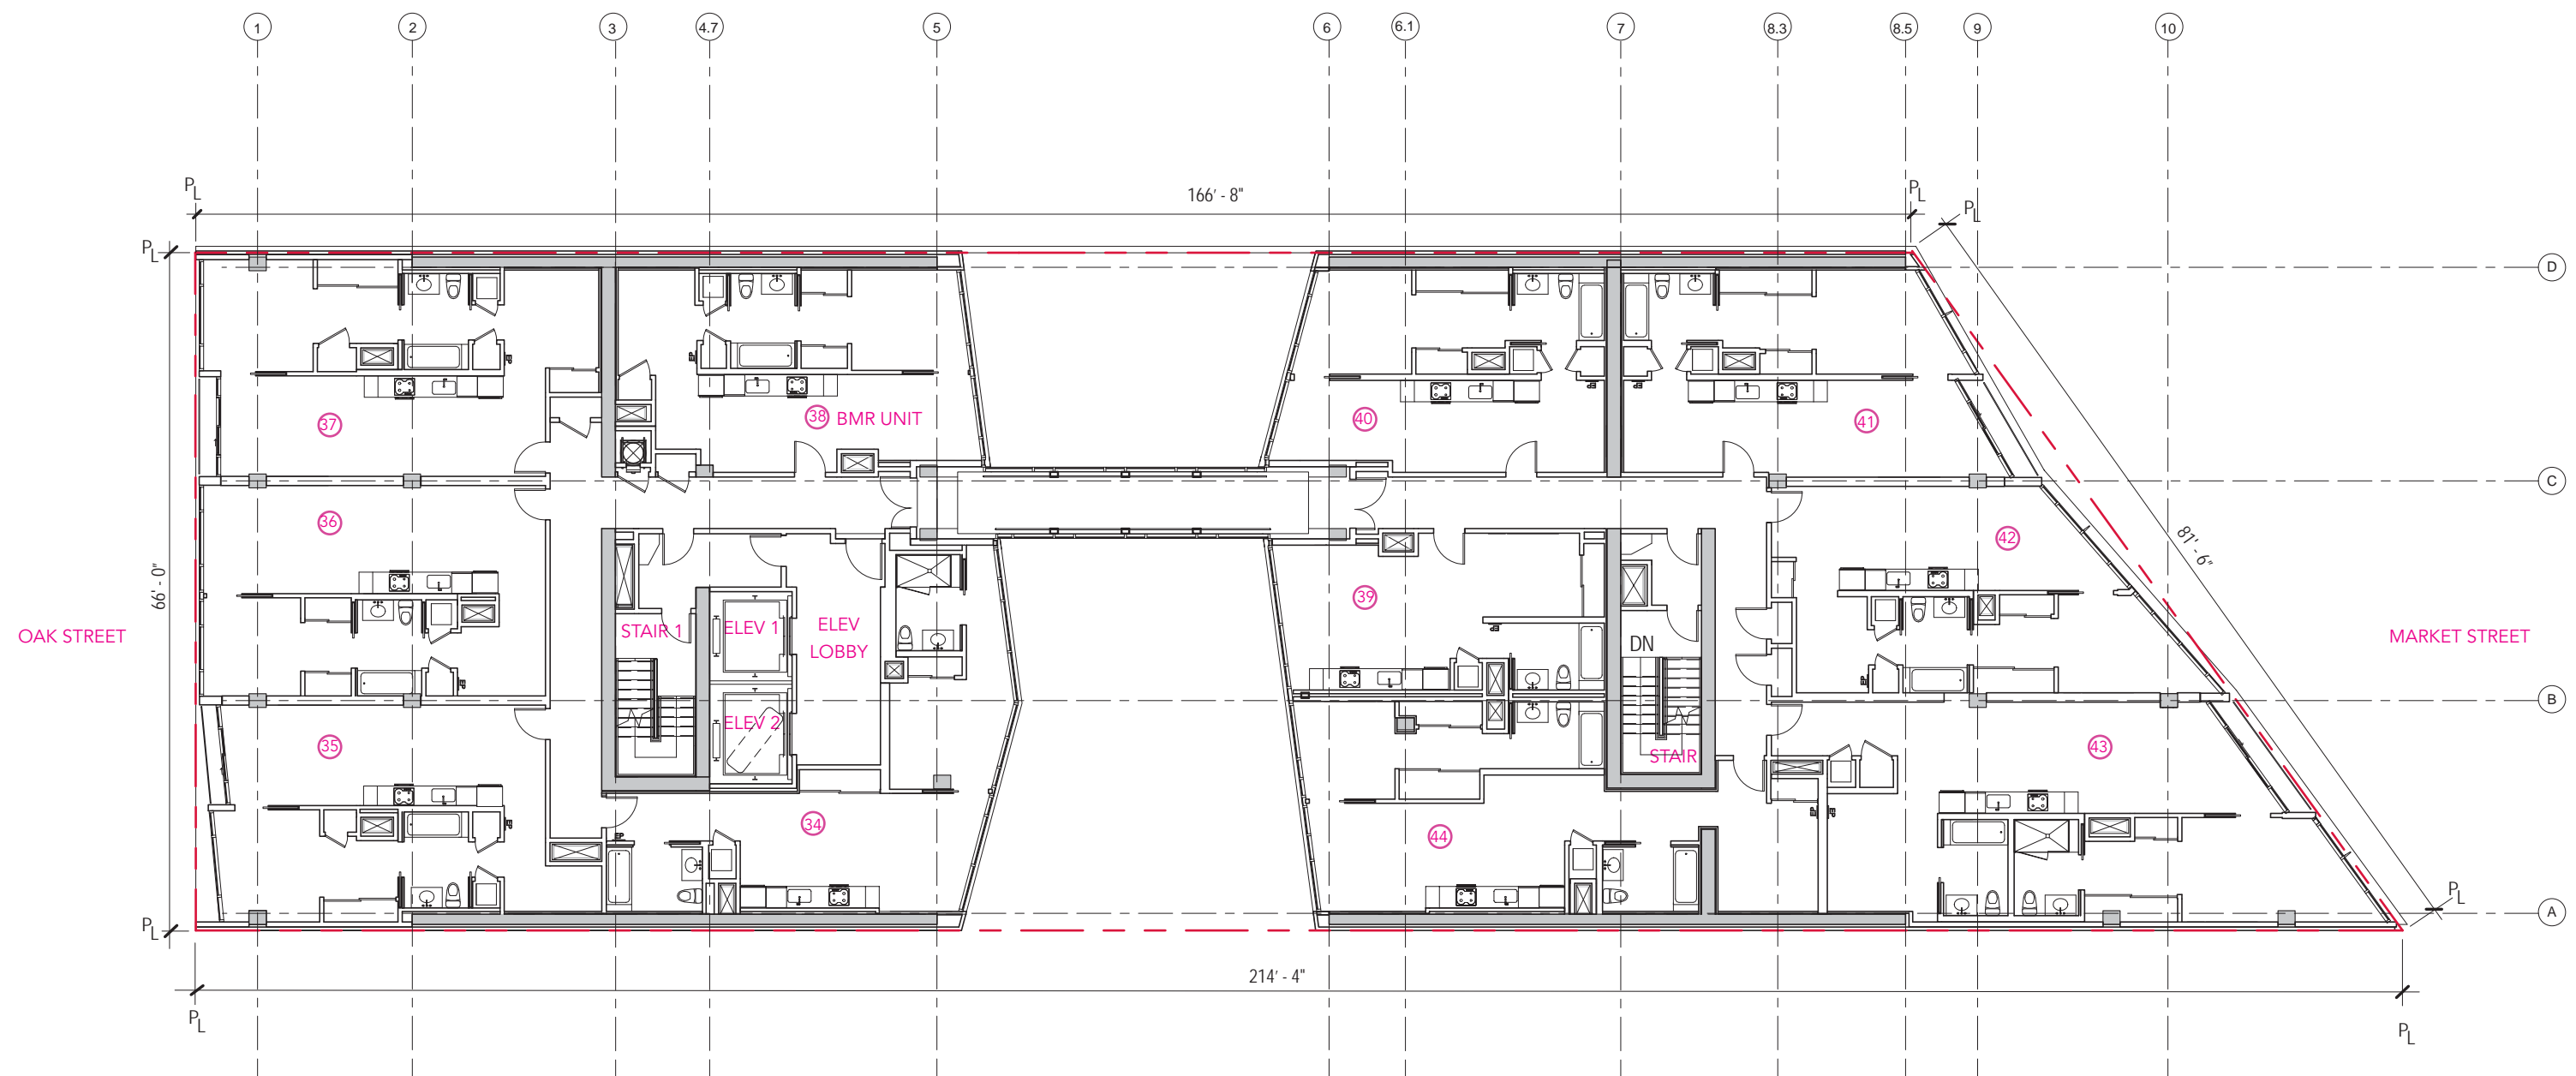 1 2 3 4.7 5 6 6.1 7 8.3 8.5 9 10
PL 166' - 8" PL
PL
PL
D
37
38 BMR UNIT
40
41
C
36
42
81' - 6"
66' - 0"
39
OAK STREET
STAIR 1
ELEV 1
ELEV
LOBBY
DN
MARKET STREET
B
ELEV 2
35
STAIR
43
34
44
PL
A
PL
214' - 4"
PL
PL